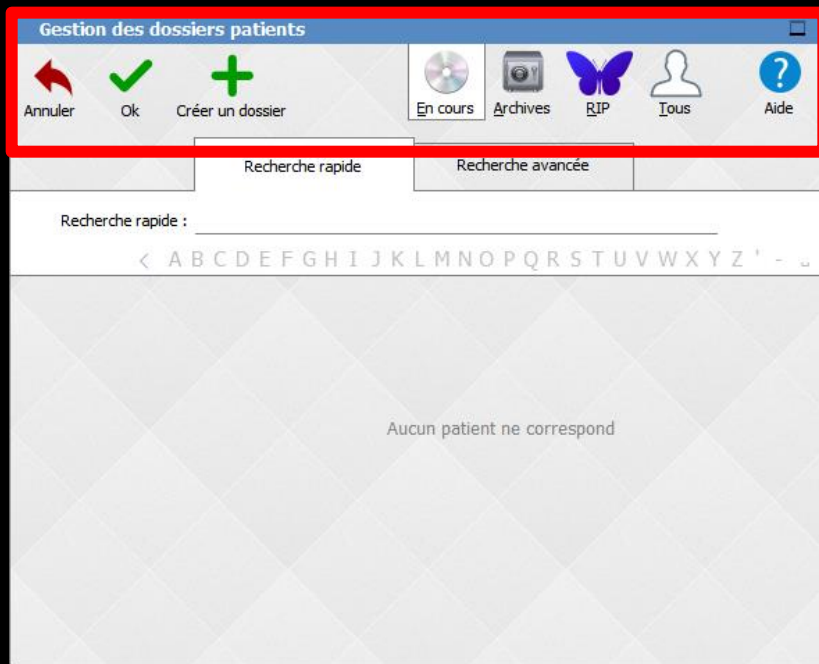 Gestion des dossiers patients
Annuler Ok Créer un dossier En cours Archives RIP Tous ? Aide
Recherche rapide Recherche avancée
Recherche rapide :
< A B C D E F G H I J K L M N O P Q R S T U V W X Y Z ' - ␣
Aucun patient ne correspond